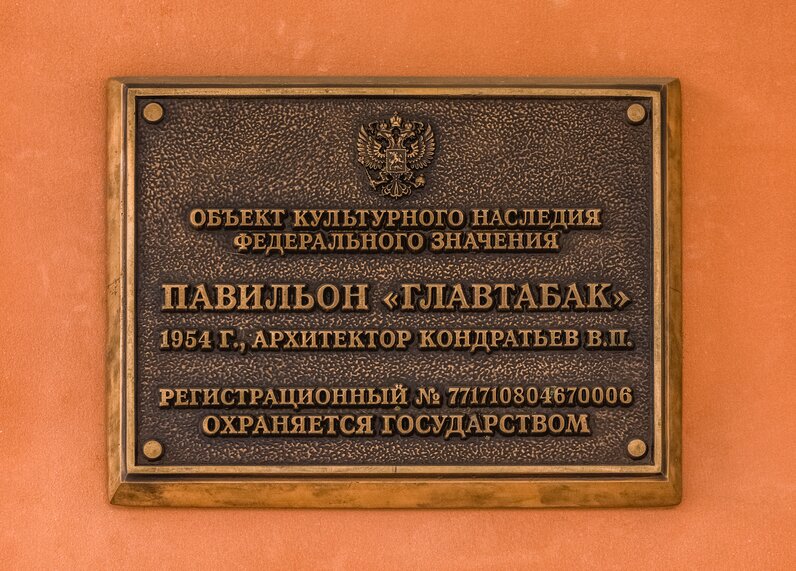 ОБЪЕКТ КУЛЬТУРНОГО НАСЛЕДИЯ
ФЕДЕРАЛЬНОГО ЗНАЧЕНИЯ
ПАВИЛЬОН «ГЛАВТАБАК»
1954 Г., АРХИТЕКТОР КОНДРАТЬЕВ В.П.
РЕГИСТРАЦИОННЫЙ № 771710804670006
ОХРАНЯЕТСЯ ГОСУДАРСТВОМ